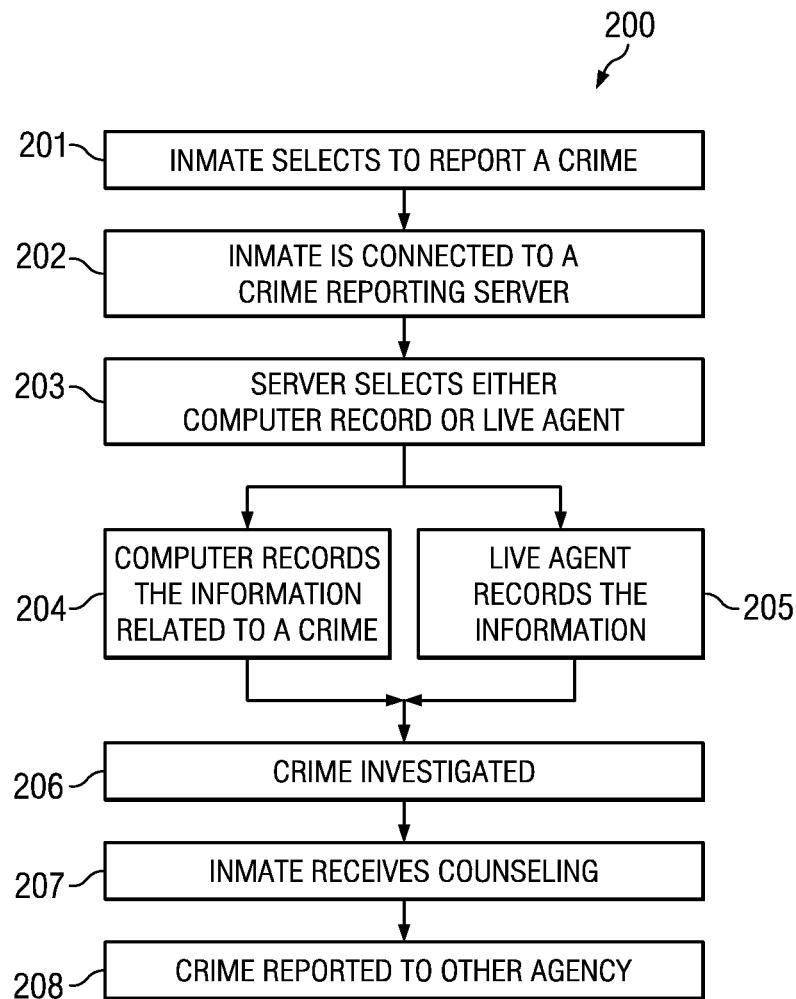 200
201
INMATE SELECTS TO REPORT A CRIME
202
INMATE IS CONNECTED TO A
CRIME REPORTING SERVER
203
SERVER SELECTS EITHER
COMPUTER RECORD OR LIVE AGENT
204
COMPUTER RECORDS
THE INFORMATION
RELATED TO A CRIME
LIVE AGENT
RECORDS THE
INFORMATION
205
206
CRIME INVESTIGATED
207
INMATE RECEIVES COUNSELING
208
CRIME REPORTED TO OTHER AGENCY